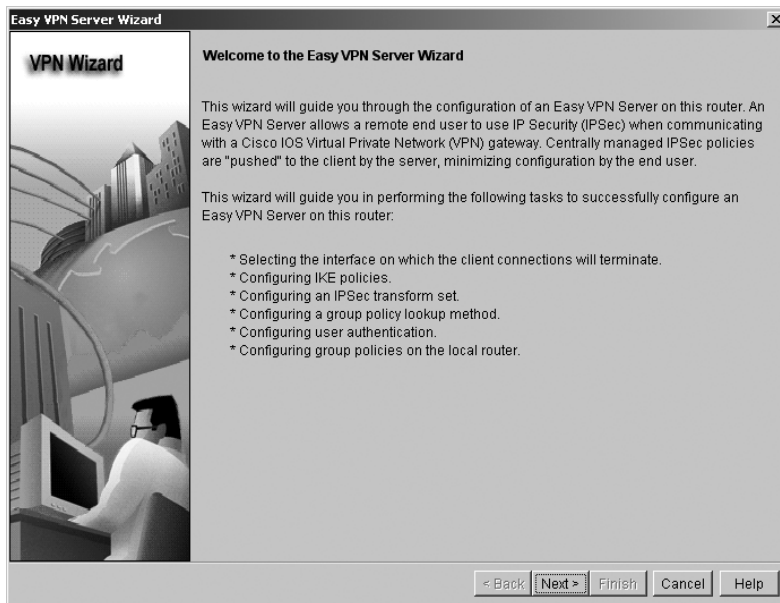 Easy VPN Server Wizard
VPN Wizard
Welcome to the Easy VPN Server Wizard
This wizard will guide you through the configuration of an Easy VPN Server on this router. An
Easy VPN Server allows a remote end user to use IP Security (IPSec) when communicating
with a Cisco IOS Virtual Private Network (VPN) gateway. Centrally managed IPSec policies
are "pushed" to the client by the server, minimizing configuration by the end user.
This wizard will guide you in performing the following tasks to successfully configure an
Easy VPN Server on this router:
* Selecting the interface on which the client connections will terminate.
* Configuring IKE policies.
* Configuring an IPSec transform set.
* Configuring a group policy lookup method.
* Configuring user authentication.
* Configuring group policies on the local router.
< Back Next > Finish Cancel Help